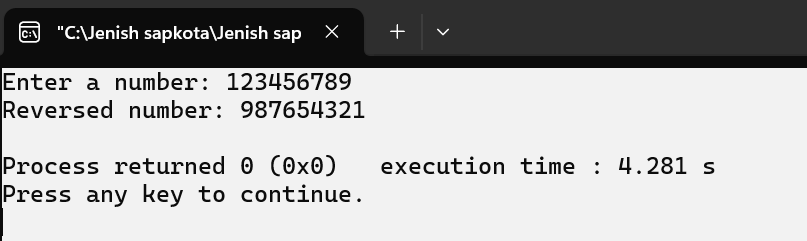 "C:\Jenish sapkota\Jenish sap
Enter a number: 123456789
Reversed number: 987654321
Process returned 0 (0x0)   execution time : 4.281 s
Press any key to continue.